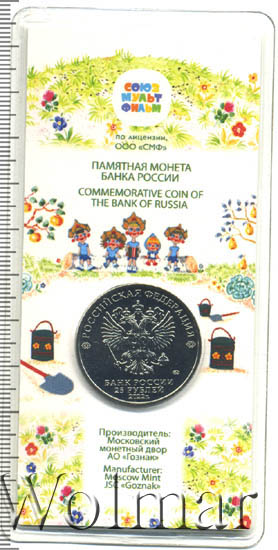 СОЮЗ
МУЛЬТ
ФИЛЬМ
по лицензии
ООО «СМФ»
ПАМЯТНАЯ МОНЕТА
БАНКА РОССИИ
COMMEMORATIVE COIN OF
THE BANK OF RUSSIA
РОССИЙСКАЯ ФЕДЕРАЦИЯ
БАНК РОССИИ
25 РУБЛЕЙ
Производитель:
Московский
монетный двор
АО «Гознак»
Manufacturer:
Moscow Mint
JSC «Goznak»
Wolmar